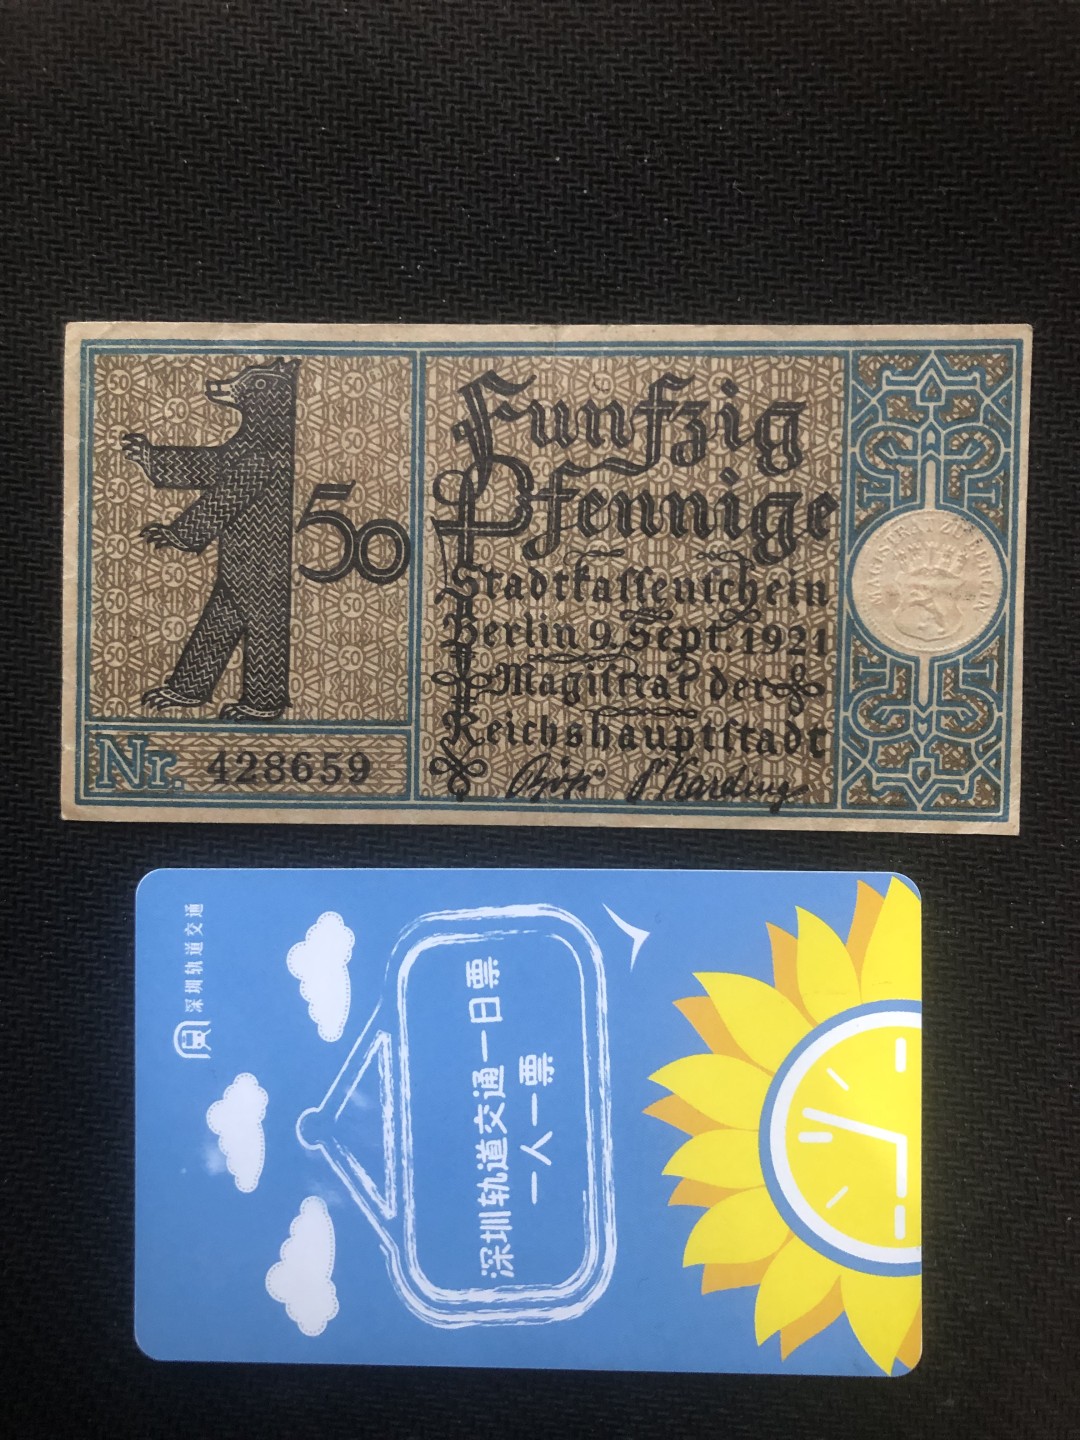 50
Fünfzig
Pfennige
Stadtkassenschein
Berlin 9. Sept. 1921
Magistrat der
Reichshauptstadt
Nr. 428659
MAGISTRAT ZU BERLIN
深圳轨道交通
深圳轨道交通一日票
一人一票